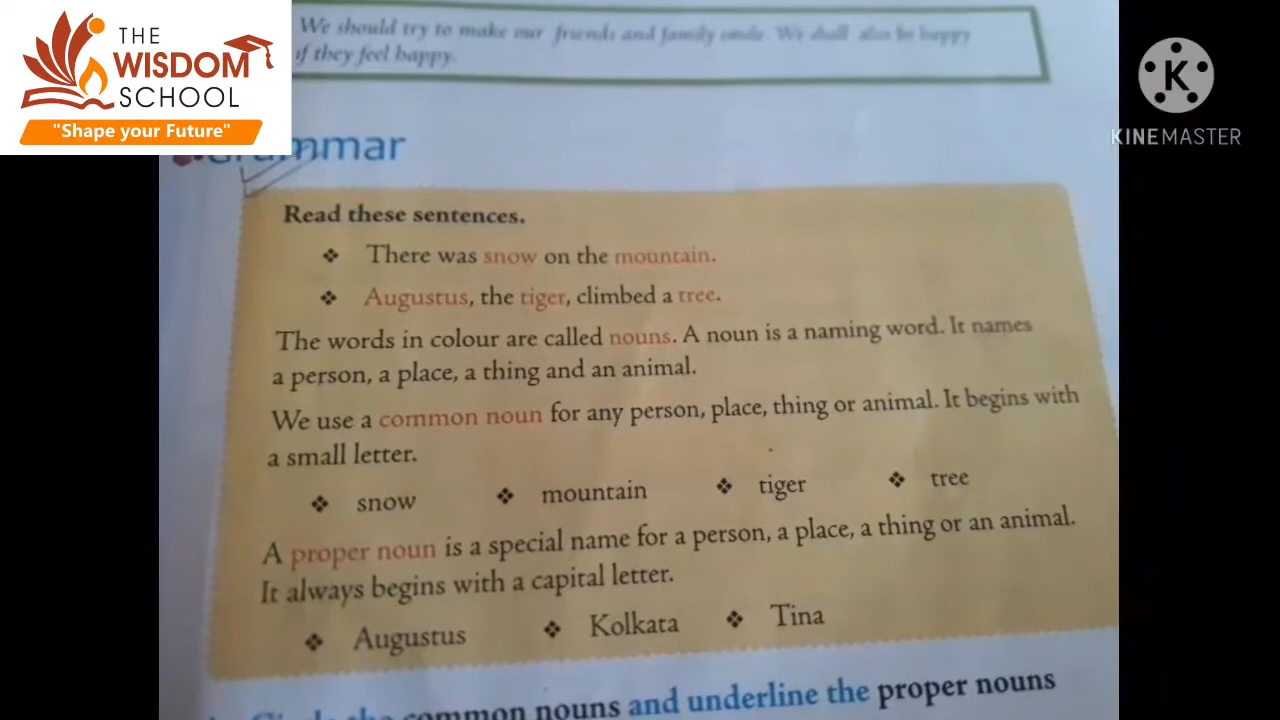 We should try to make our friends and family smile. We shall also be happy
if they feel happy.
THE
WISDOM
SCHOOL
"Shape your Future"
K
KINEMASTER
Grammar
Read these sentences.
❖ There was snow on the mountain.
❖ Augustus, the tiger, climbed a tree.
The words in colour are called nouns. A noun is a naming word. It names
a person, a place, a thing and an animal.
We use a common noun for any person, place, thing or animal. It begins with
a small letter.
❖ snow ❖ mountain ❖ tiger ❖ tree
A proper noun is a special name for a person, a place, a thing or an animal.
It always begins with a capital letter.
❖ Augustus ❖ Kolkata ❖ Tina
Circle the common nouns and underline the proper nouns